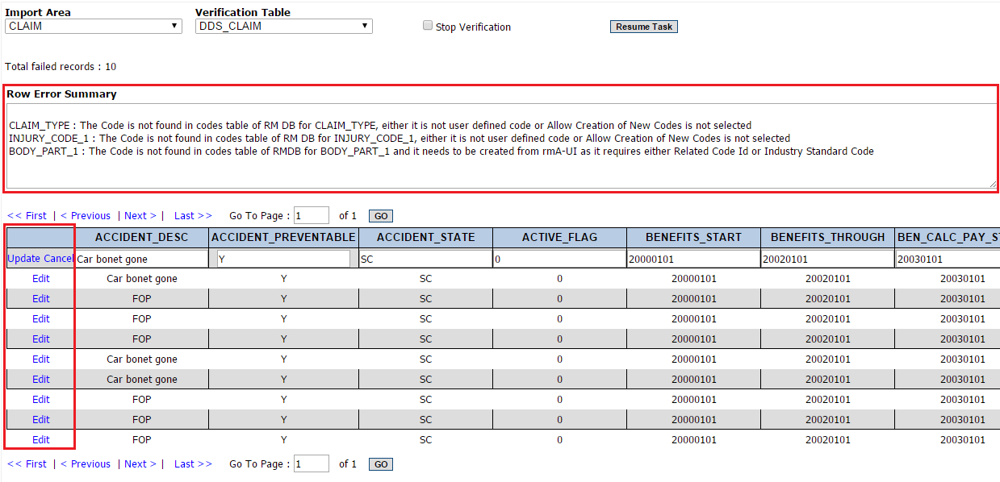 Import Area Verification Table
CLAIM DDS_CLAIM Stop Verification Resume Task
Total failed records : 10
Row Error Summary
CLAIM_TYPE : The Code is not found in codes table of RM DB for CLAIM_TYPE, either it is not user defined code or Allow Creation of New Codes is not selected
INJURY_CODE_1 : The Code is not found in codes table of RM DB for INJURY_CODE_1, either it is not user defined code or Allow Creation of New Codes is not selected
BODY_PART_1 : The Code is not found in codes table of RMDB for BODY_PART_1 and it needs to be created from rmA-UI as it requires either Related Code Id or Industry Standard Code
<< First | < Previous | Next > | Last >> Go To Page : 1 of 1 GO
ACCIDENT_DESC ACCIDENT_PREVENTABLE ACCIDENT_STATE ACTIVE_FLAG BENEFITS_START BENEFITS_THROUGH BEN_CALC_PAY_ST
Update Cancel Car bonet gone Y SC 0 20000101 20020101 20030101
Edit Car bonet gone Y SC 0 20000101 20020101 20030101
Edit FOP Y SC 0 20000101 20020101 20030101
Edit FOP Y SC 0 20000101 20020101 20030101
Edit FOP Y SC 0 20000101 20020101 20030101
Edit Car bonet gone Y SC 0 20000101 20020101 20030101
Edit Car bonet gone Y SC 0 20000101 20020101 20030101
Edit FOP Y SC 0 20000101 20020101 20030101
Edit FOP Y SC 0 20000101 20020101 20030101
Edit FOP Y SC 0 20000101 20020101 20030101
<< First | < Previous | Next > | Last >> Go To Page : 1 of 1 GO